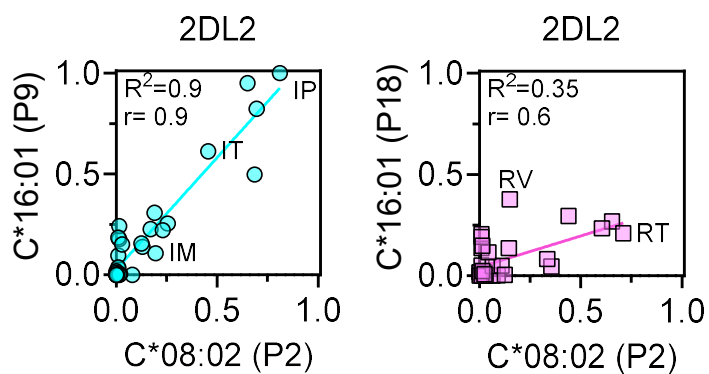 2DL2
C*16:01 (P9)
1.0
0.5
0.0
R²=0.9
r= 0.9
IP
IT
IM
0.0
0.5
1.0
C*08:02 (P2)
2DL2
C*16:01 (P18)
1.0
0.5
0.0
R²=0.35
r= 0.6
RV
RT
0.0
0.5
1.0
C*08:02 (P2)